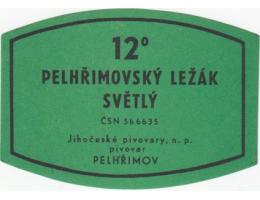 12°
PELHŘIMOVSKÝ LEŽÁK
SVĚTLÝ
ČSN 566635
Jihočeské pivovary, n. p.
pivovar
PELHŘIMOV